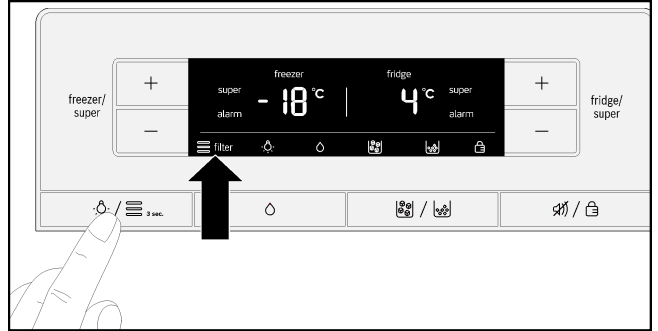 freezer fridge
super - 18 °C 4 °C super
alarm alarm
filter
freezer/
super
+
−
+
−
fridge/
super
/ 3 sec.
/
/